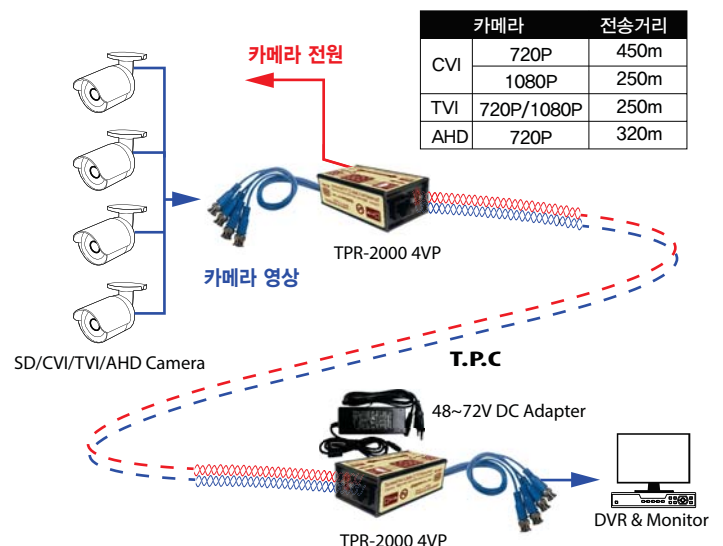 카메라 전송거리
CVI 720P 450m
1080P 250m
TVI 720P/1080P 250m
AHD 720P 320m
카메라 전원
TPR-2000 4VP
카메라 영상
SD/CVI/TVI/AHD Camera
T.P.C
48~72V DC Adapter
DVR & Monitor
TPR-2000 4VP